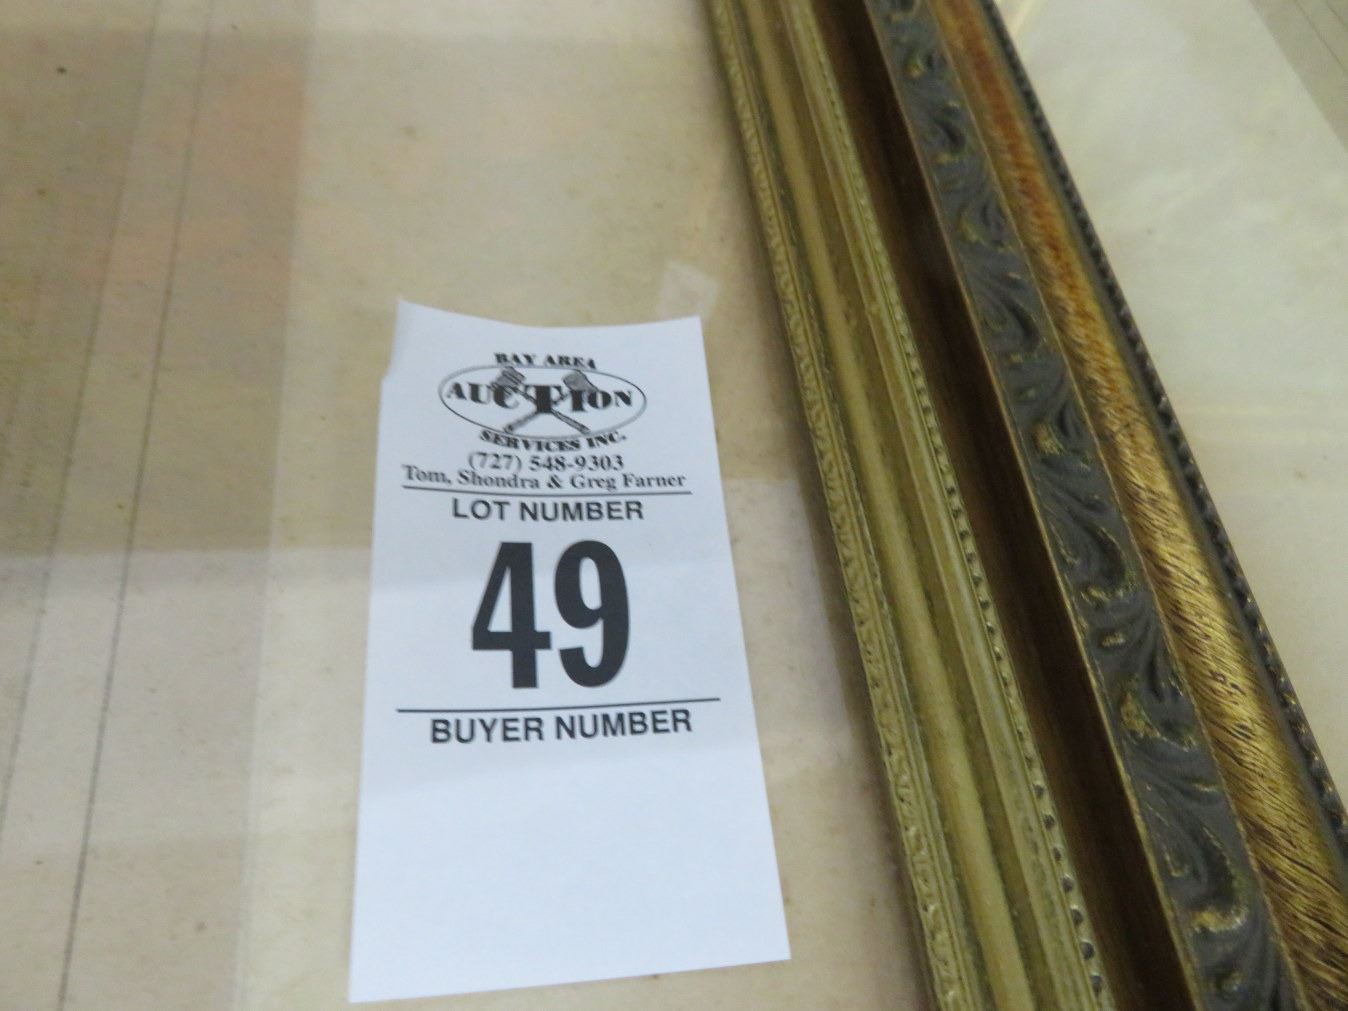 BAY AREA
AUCTION
SERVICES INC.
(727) 548-9303
Tom, Shondra & Greg Farner
LOT NUMBER
49
BUYER NUMBER